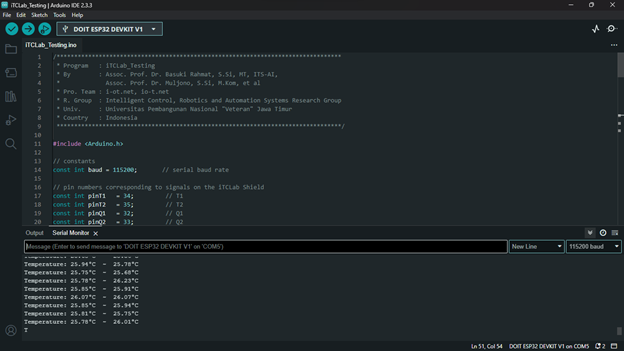 iTCLab_Testing | Arduino IDE 2.3.3
File Edit Sketch Tools Help
DOIT ESP32 DEVKIT V1
iTCLab_Testing.ino
1 /******************************************************************************
2 * Program : iTCLab_Testing
3 * By : Assoc. Prof. Dr. Basuki Rahmat, S.Si, MT, ITS-AI,
4 * Assoc. Prof. Dr. Muljono, S.Si, M.Kom, et al
5 * Pro. Team : i-ot.net, io-t.net
6 * R. Group : Intelligent Control, Robotics and Automation Systems Research Group
7 * Univ. : Universitas Pembangunan Nasional "Veteran" Jawa Timur
8 * Country : Indonesia
9 ******************************************************************************/
10
11 #include <Arduino.h>
12
13 // constants
14 const int baud = 115200; // serial baud rate
15
16 // pin numbers corresponding to signals on the iTCLab Shield
17 const int pinT1 = 34; // T1
18 const int pinT2 = 35; // T2
19 const int pinQ1 = 32; // Q1
20 const int pinQ2 = 33; // Q2
Output Serial Monitor ×
Message (Enter to send message to 'DOIT ESP32 DEVKIT V1' on 'COM5')
New Line
115200 baud
Temperature: 25.94°C ~ 25.78°C
Temperature: 25.75°C ~ 25.68°C
Temperature: 25.78°C ~ 26.23°C
Temperature: 25.85°C ~ 25.91°C
Temperature: 26.07°C ~ 26.07°C
Temperature: 25.85°C ~ 25.94°C
Temperature: 25.81°C ~ 25.75°C
Temperature: 25.78°C ~ 26.01°C
T
Ln 51, Col 54 DOIT ESP32 DEVKIT V1 on COM5 2